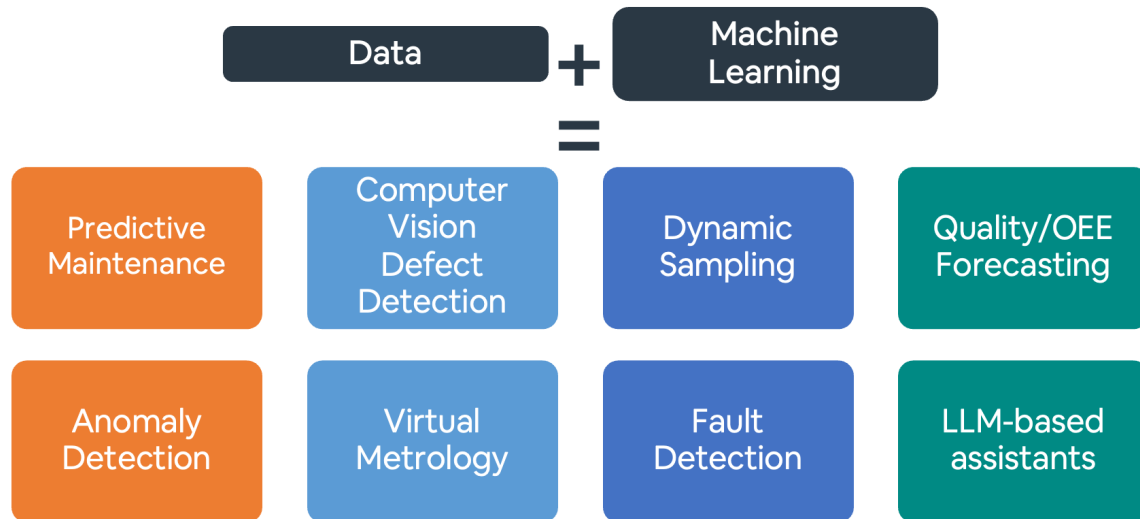 Data
+
Machine
Learning
=
Predictive
Maintenance
Computer
Vision
Defect
Detection
Dynamic
Sampling
Quality/OEE
Forecasting
Anomaly
Detection
Virtual
Metrology
Fault
Detection
LLM-based
assistants